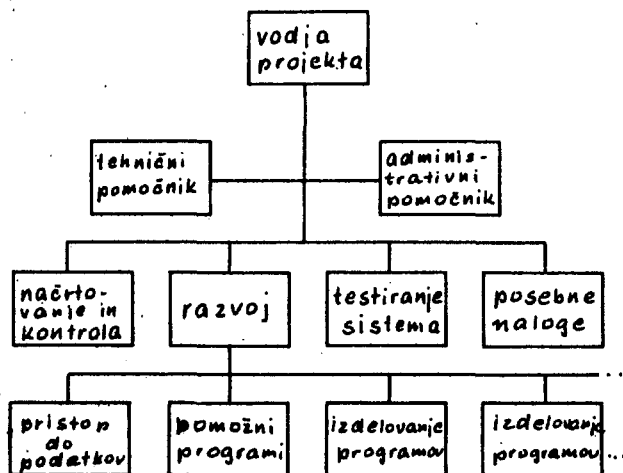 vodja
projekta
tehnični
pomočnik
adminis-
trativni
pomočnik
načrto-
vanje in
kontrola
razvoj
testiranje
sistema
posebne
naloge
...
pristop
do
podatkov
pomožni
programi
izdelovanje
programov
izdelovanje
programov ...